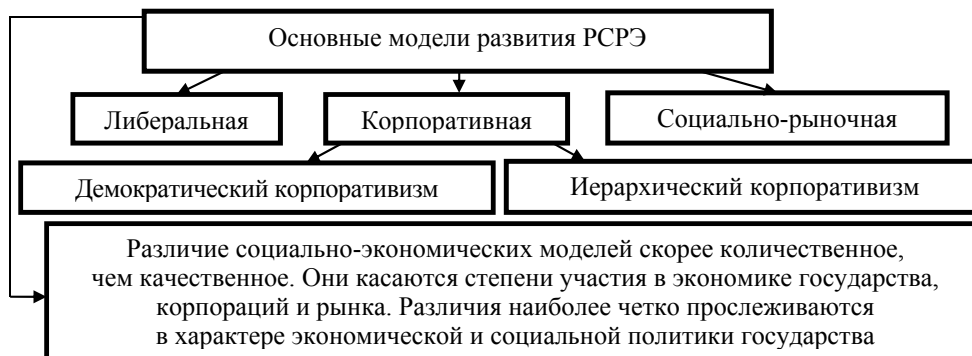 Основные модели развития РСРЭ
Либеральная
Корпоративная
Социально-рыночная
Демократический корпоративизм
Иерархический корпоративизм
Различие социально-экономических моделей скорее количественное,
чем качественное. Они касаются степени участия в экономике государства,
корпораций и рынка. Различия наиболее четко прослеживаются
в характере экономической и социальной политики государства